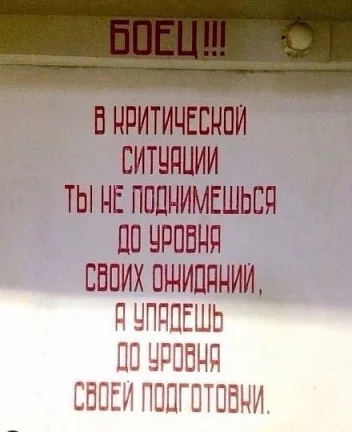 БОЕЦ!!!
В КРИТИЧЕСКОЙ
СИТУАЦИИ
ТЫ НЕ ПОДНИМЕШЬСЯ
ДО УРОВНЯ
СВОИХ ОЖИДАНИЙ,
А УПАДЕШЬ
ДО УРОВНЯ
СВОЕЙ ПОДГОТОВКИ.